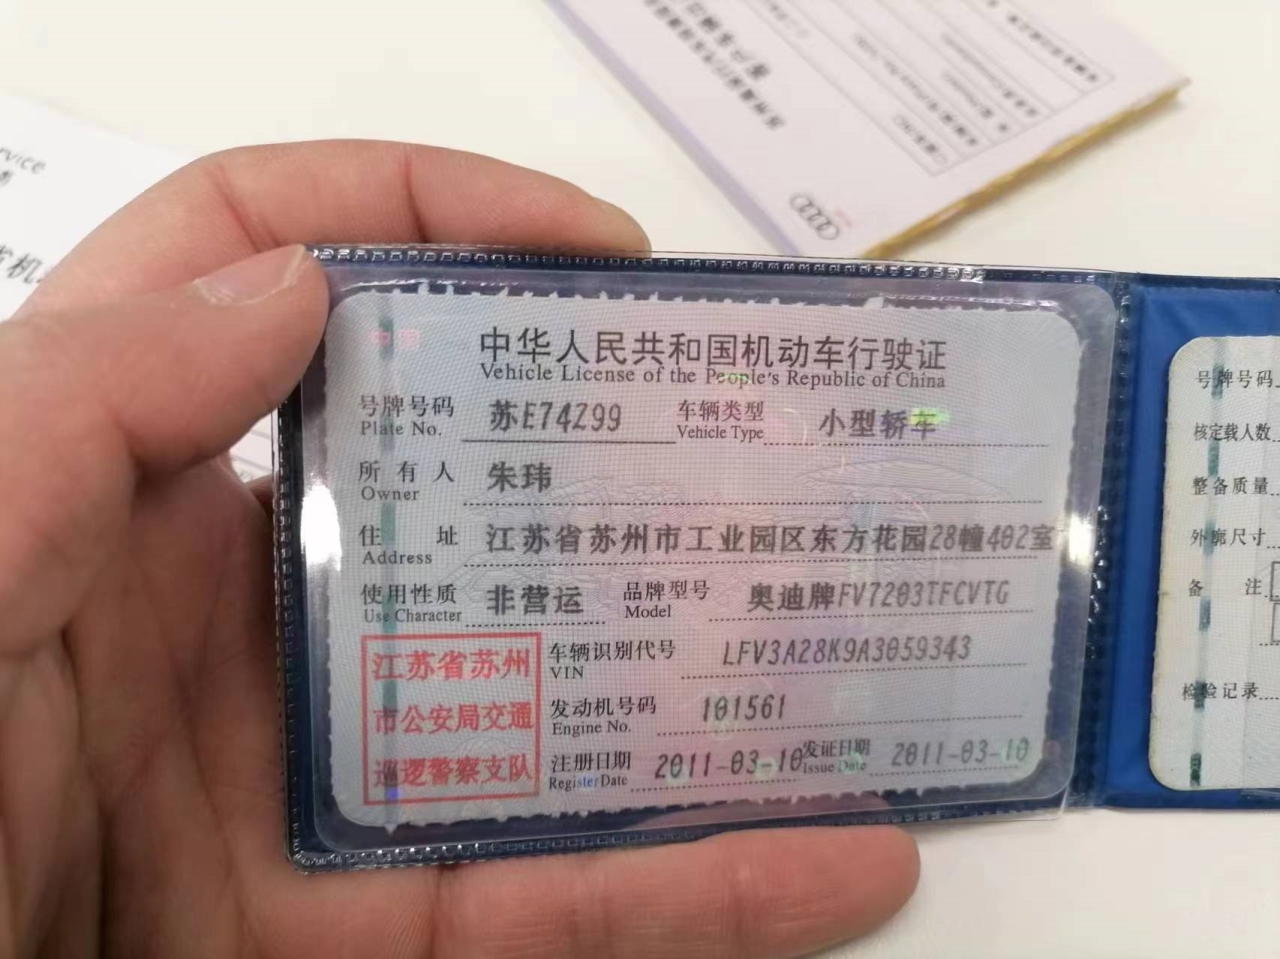 中华人民共和国机动车行驶证
Vehicle License of the People's Republic of China
号牌号码 苏E74Z99 车辆类型 小型轿车
Plate No. Vehicle Type
所有人 朱玮
Owner
住址 江苏省苏州市工业园区东方花园28幢402室
Address
使用性质 非营运 品牌型号 奥迪牌FV7203TFCVTG
Use Character Model
江苏省苏州
市公安局交通
巡逻警察支队
车辆识别代号 LFV3A28K9A3059343
VIN
发动机号码 101561
Engine No.
注册日期 2011-03-10 发证日期 2011-03-10
Register Date Issue Date
号牌号码
核定载人数
整备质量
外廓尺寸
备注
检验记录